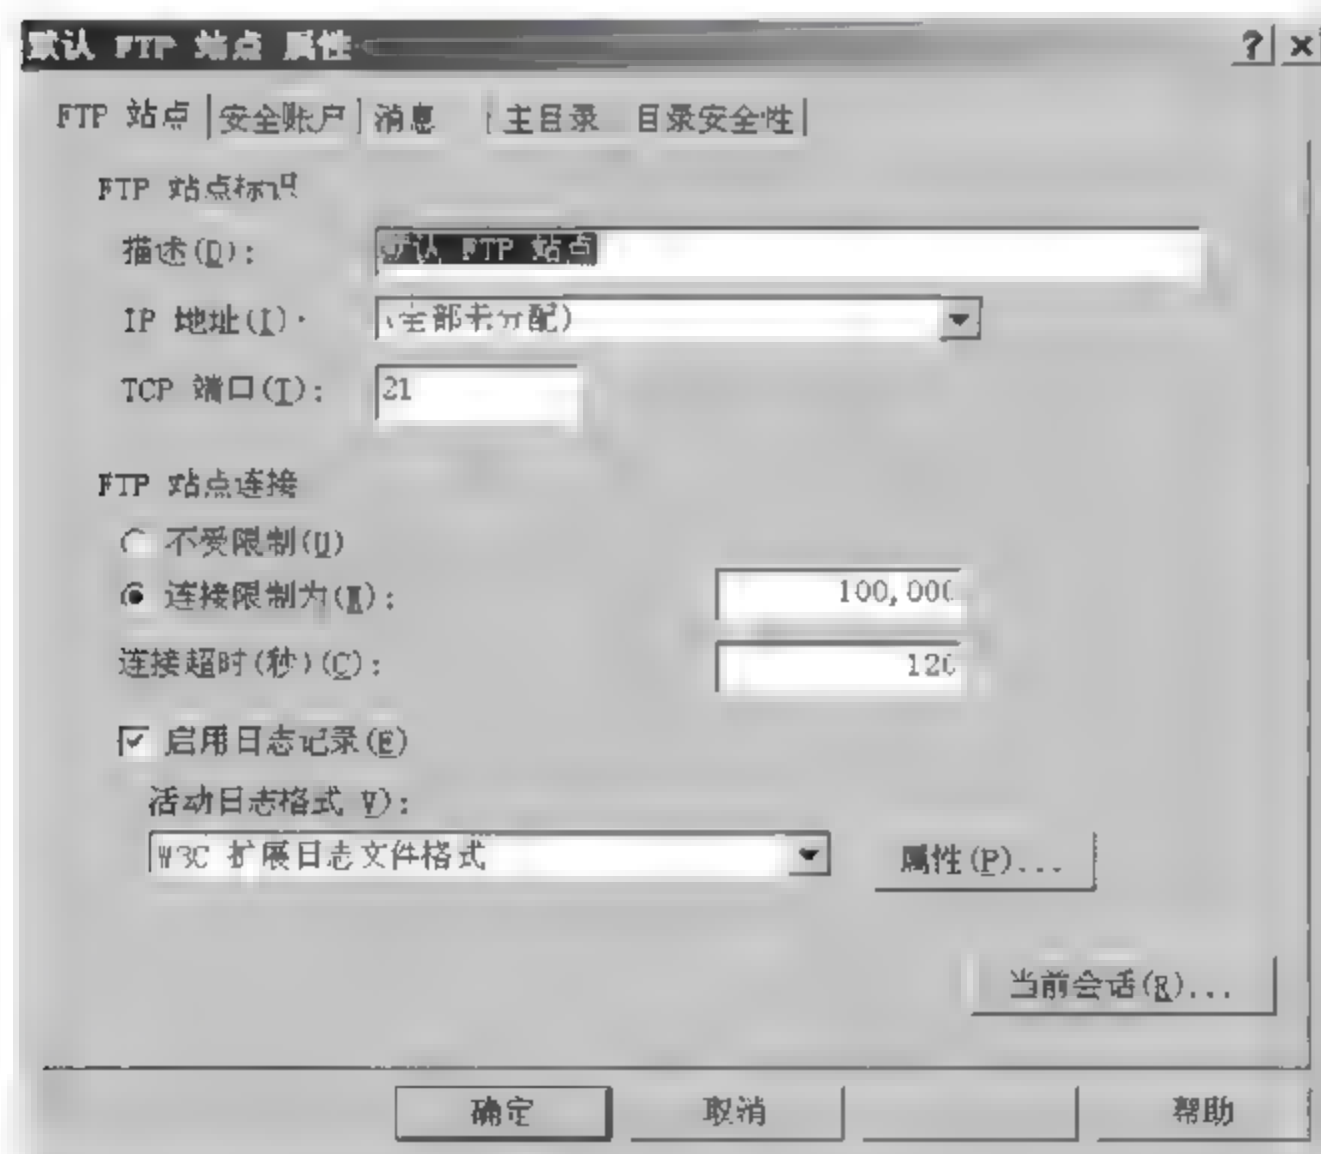 默认 FTP 站点 属性
? ×
FTP 站点 安全账户 消息 主目录 目录安全性
FTP 站点标识
描述(D): 默认 FTP 站点
IP 地址(I): (全部未分配)
TCP 端口(T): 21
FTP 站点连接
不受限制(U)
连接限制为(M): 100,000
连接超时(秒)(C): 120
启用日志记录(E)
活动日志格式 V):
W3C 扩展日志文件格式 属性(P)...
当前会话(R)...
确定 取消 帮助